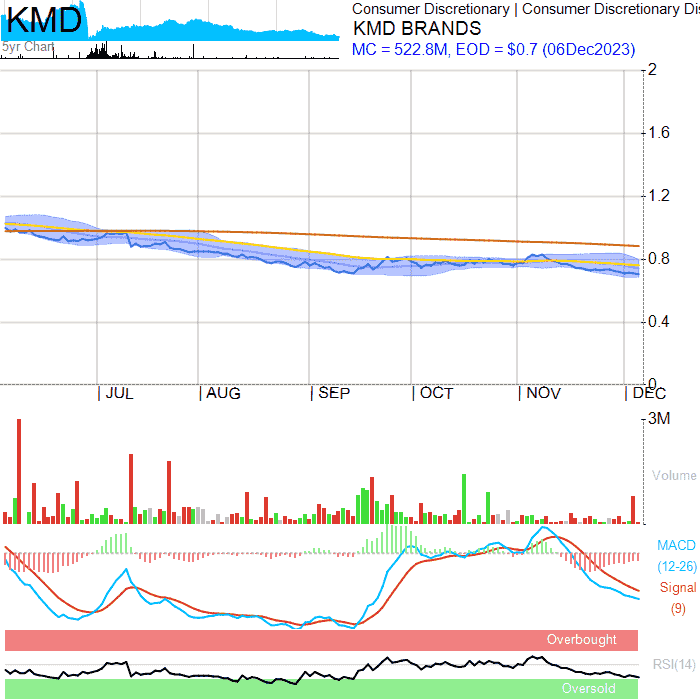 KMD
5yr Chart
Consumer Discretionary | Consumer Discretionary Dis
KMD BRANDS
MC = 522.8M, EOD = $0.7 (06Dec2023)
2
1.6
1.2
0.8
0.4
0
JUL
AUG
SEP
OCT
NOV
DEC
3M
Volume
MACD
(12-26)
Signal
(9)
Overbought
RSI(14)
Oversold